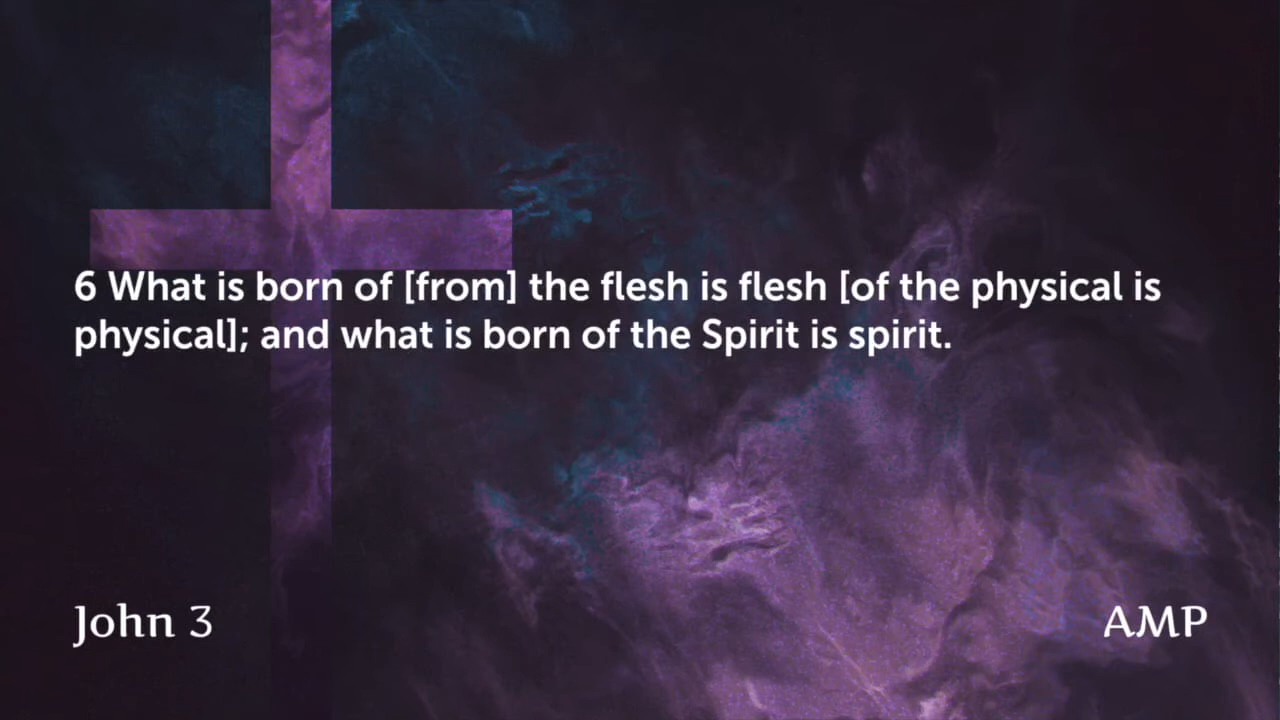 6 What is born of [from] the flesh is flesh [of the physical is
physical]; and what is born of the Spirit is spirit.
John 3
AMP